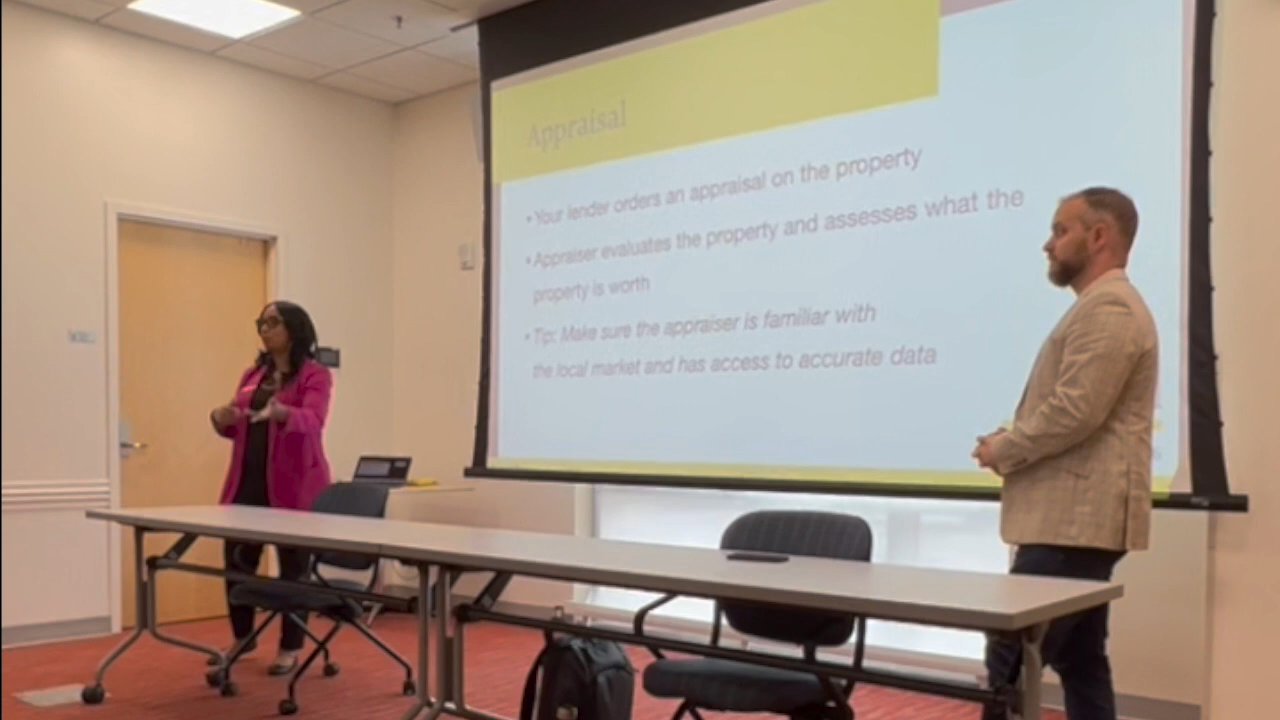 Appraisal
• Your lender orders an appraisal on the property
• Appraiser evaluates the property and assesses what the
property is worth
• Tip: Make sure the appraiser is familiar with
the local market and has access to accurate data